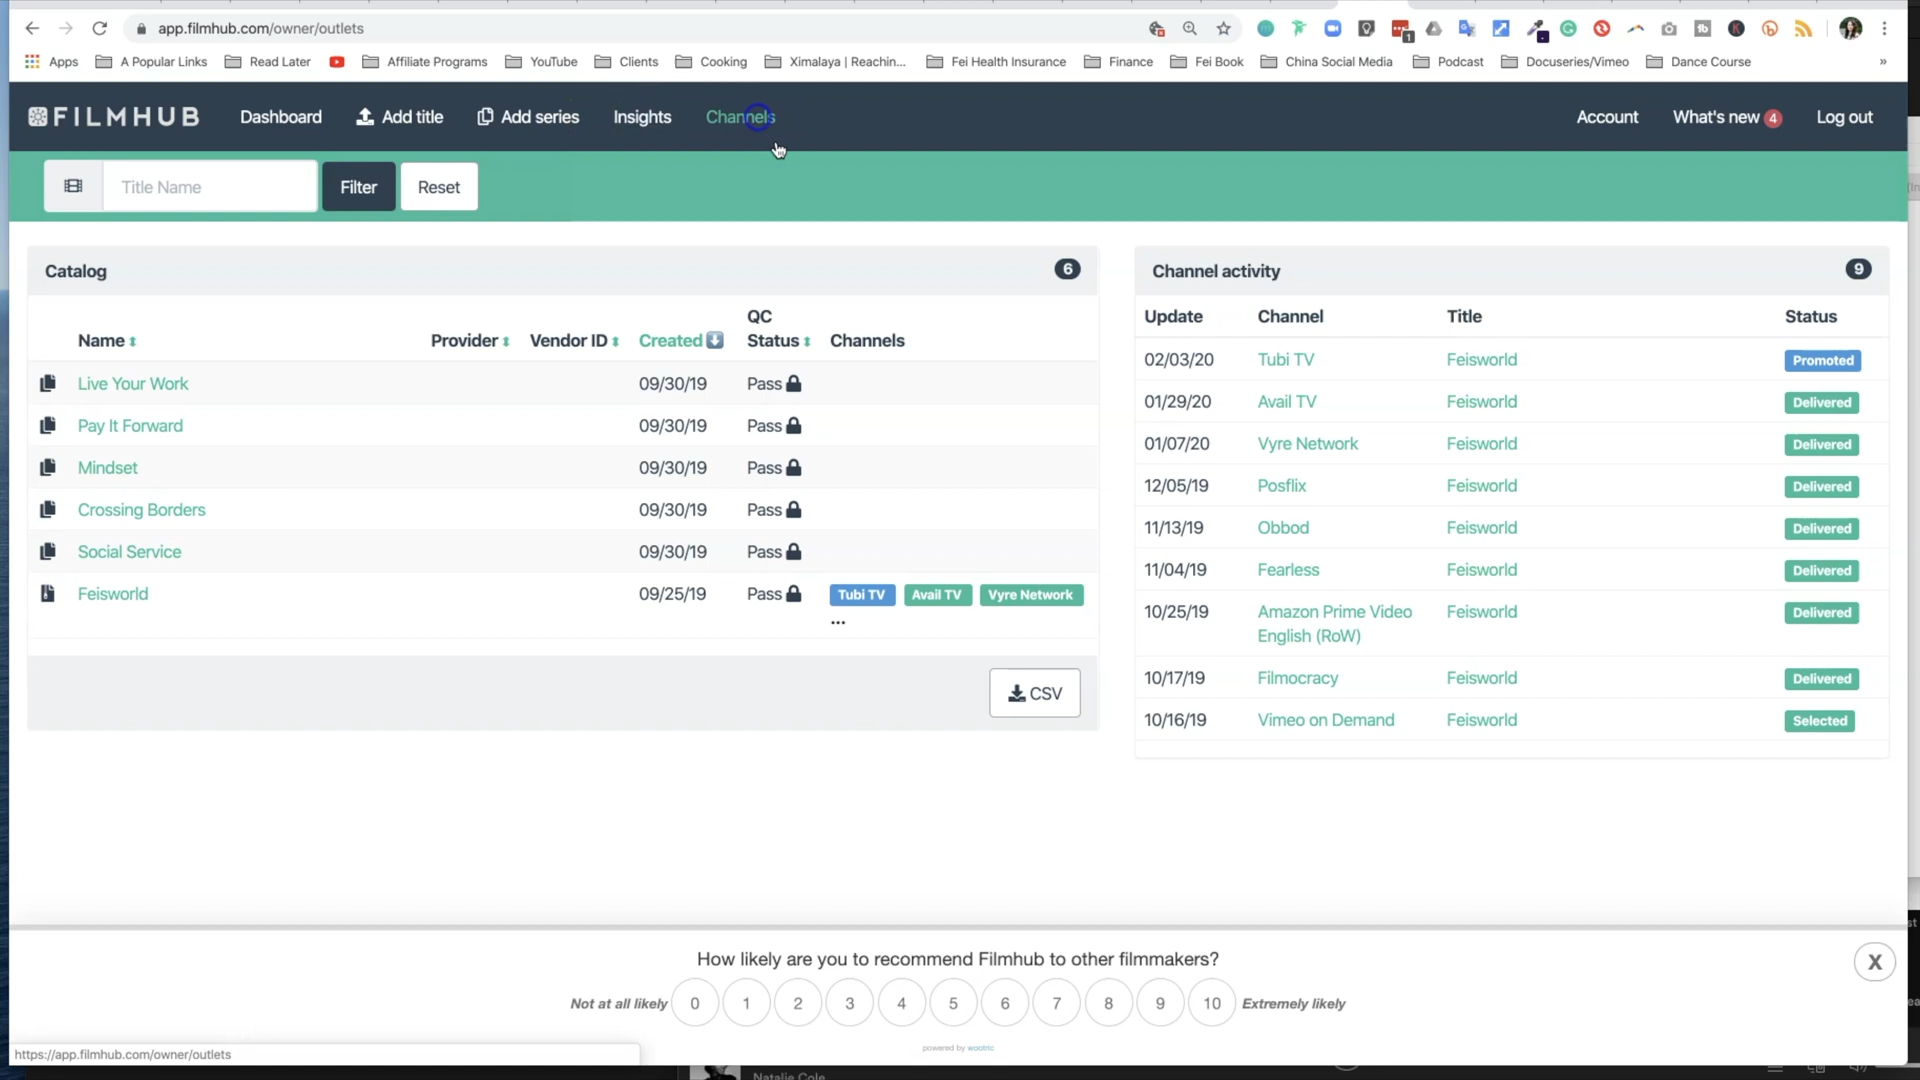 app.filmhub.com/owner/outlets
Apps A Popular Links Read Later Affiliate Programs YouTube Clients Cooking Ximalaya | Reachin... Fei Health Insurance Finance Fei Book China Social Media Podcast Docuseries/Vimeo Dance Course »
FILMHUB Dashboard Add title Add series Insights Channels Account What's new 4 Log out
Title Name Filter Reset
Catalog 6
Name Provider Vendor ID Created QC Status Channels
Live Your Work 09/30/19 Pass
Pay It Forward 09/30/19 Pass
Mindset 09/30/19 Pass
Crossing Borders 09/30/19 Pass
Social Service 09/30/19 Pass
Feisworld 09/25/19 Pass Tubi TV Avail TV Vyre Network
...
CSV
Channel activity 9
Update Channel Title Status
02/03/20 Tubi TV Feisworld Promoted
01/29/20 Avail TV Feisworld Delivered
01/07/20 Vyre Network Feisworld Delivered
12/05/19 Posflix Feisworld Delivered
11/13/19 Obbod Feisworld Delivered
11/04/19 Fearless Feisworld Delivered
10/25/19 Amazon Prime Video Feisworld Delivered
English (RoW)
10/17/19 Filmocracy Feisworld Delivered
10/16/19 Vimeo on Demand Feisworld Selected
How likely are you to recommend Filmhub to other filmmakers?
X
Not at all likely 0 1 2 3 4 5 6 7 8 9 10 Extremely likely
powered by wootric
https://app.filmhub.com/owner/outlets
Natalie Cole